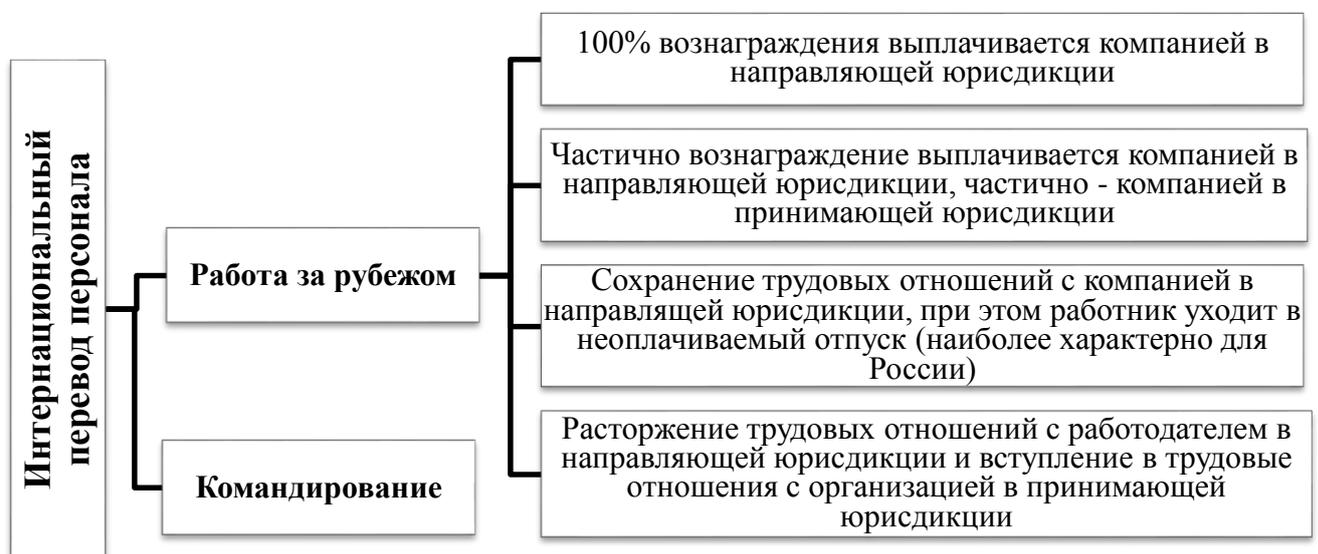 Интернациональный
перевод персонала
Работа за рубежом
Командирование
100% вознаграждения выплачивается компанией в
направляющей юрисдикции
Частично вознаграждение выплачивается компанией в
направляющей юрисдикции, частично - компанией в
принимающей юрисдикции
Сохранение трудовых отношений с компанией в
направлящей юрисдикции, при этом работник уходит в
неоплачиваемый отпуск (наиболее характерно для
России)
Расторжение трудовых отношений с работодателем в
направляющей юрисдикции и вступление в трудовые
отношения с организацией в принимающей
юрисдикции